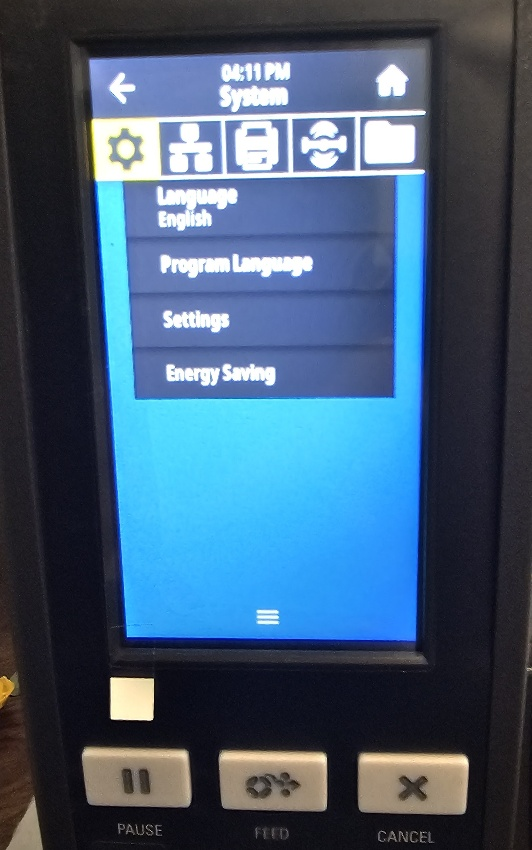 04:11 PM
System
Language
English
Program Language
Settings
Energy Saving
PAUSE
FEED
CANCEL